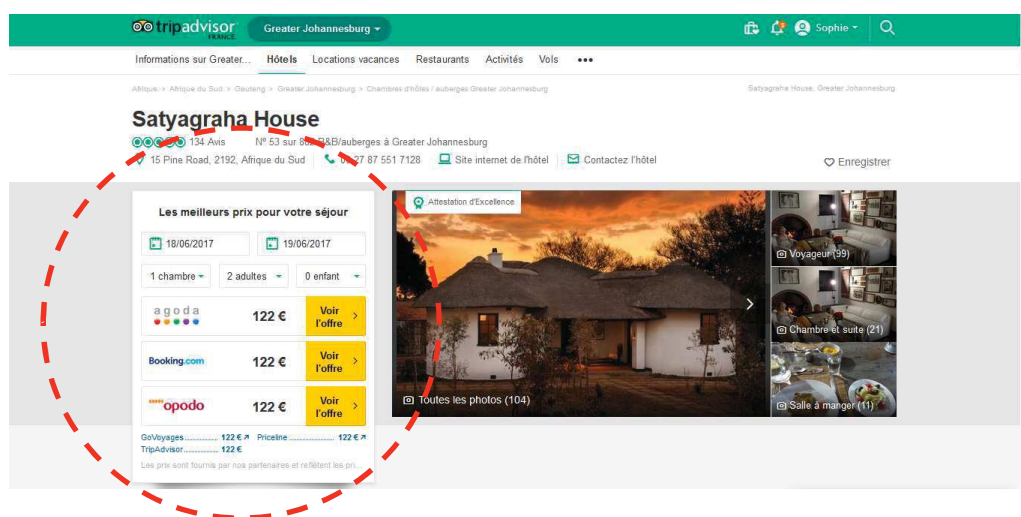 tripadvisor
FRANCE
Greater Johannesburg
Sophie
Informations sur Greater... Hôtels Locations vacances Restaurants Activités Vols •••
Afrique > Afrique du Sud > Gauteng > Greater Johannesburg > Chambres d'hôtes / auberges Greater Johannesburg
Satyagraha House, Greater Johannesburg
Satyagraha House
134 Avis N° 53 sur B&B/auberges à Greater Johannesburg
15 Pine Road, 2192, Afrique du Sud 27 87 551 7128 Site internet de l'hôtel Contactez l'hôtel
Enregistrer
Les meilleurs prix pour votre séjour
18/06/2017 19/06/2017
1 chambre 2 adultes 0 enfant
agoda 122 € Voir l'offre
Booking.com 122 € Voir l'offre
opodo 122 € Voir l'offre
GoVoyages 122 € Priceline 122 €
TripAdvisor 122 €
Les prix sont fournis par nos partenaires et reflètent les pri...
Attestation d'Excellence
Toutes les photos (104)
Voyageur (99)
Chambre et suite (21)
Salle à manger (11)